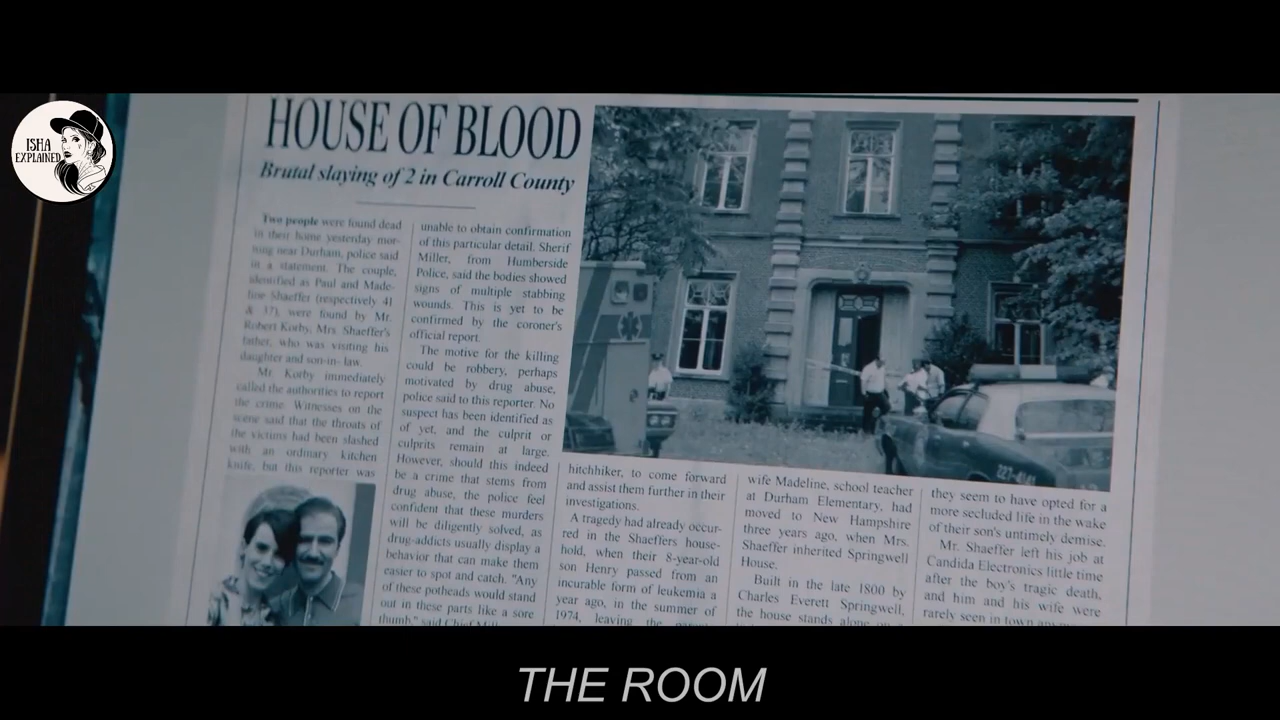 ISHA
EXPLAINED
HOUSE OF BLOOD
Brutal slaying of 2 in Carroll County
Two people were found dead
in their home yesterday mor-
ning near Durham, police said
in a statement. The couple,
identified as Paul and Made-
line Shaeffer (respectively 41
& 37), were found by Mr.
Robert Korby, Mrs. Shaeffer's
father, who was visiting his
daughter and son-in- law.
Mr. Korby immediately
called the authorities to report
the crime. Witnesses on the
scene said that the throats of
the victims had been slashed
with an ordinary kitchen
knife, but this reporter was
unable to obtain confirmation
of this particular detail. Sherif
Miller, from Humberside
Police, said the bodies showed
signs of multiple stabbing
wounds. This is yet to be
confirmed by the coroner's
official report.
The motive for the killing
could be robbery, perhaps
motivated by drug abuse,
police said to this reporter. No
suspect has been identified as
of yet, and the culprit or
culprits remain at large.
However, should this indeed
be a crime that stems from
drug abuse, the police feel
confident that these murders
will be diligently solved, as
drug-addicts usually display a
behavior that can make them
easier to spot and catch. "Any
of these potheads would stand
out in these parts like a sore
thumb," said Chief
hitchhiker, to come forward
and assist them further in their
investigations.
A tragedy had already occur-
red in the Shaeffers house-
hold, when their 8-year-old
son Henry passed from an
incurable form of leukemia a
year ago, in the summer of
1974, leaving the
wife Madeline, school teacher
at Durham Elementary, had
moved to New Hampshire
three years ago, when Mrs.
Shaeffer inherited Springwell
House.
Built in the late 1800 by
Charles Everett Springwell,
the house stands alone on a
they seem to have opted for a
more secluded life in the wake
of their son's untimely demise.
Mr. Shaeffer left his job at
Candida Electronics little time
after the boy's tragic death,
and him and his wife were
rarely seen in town
THE ROOM